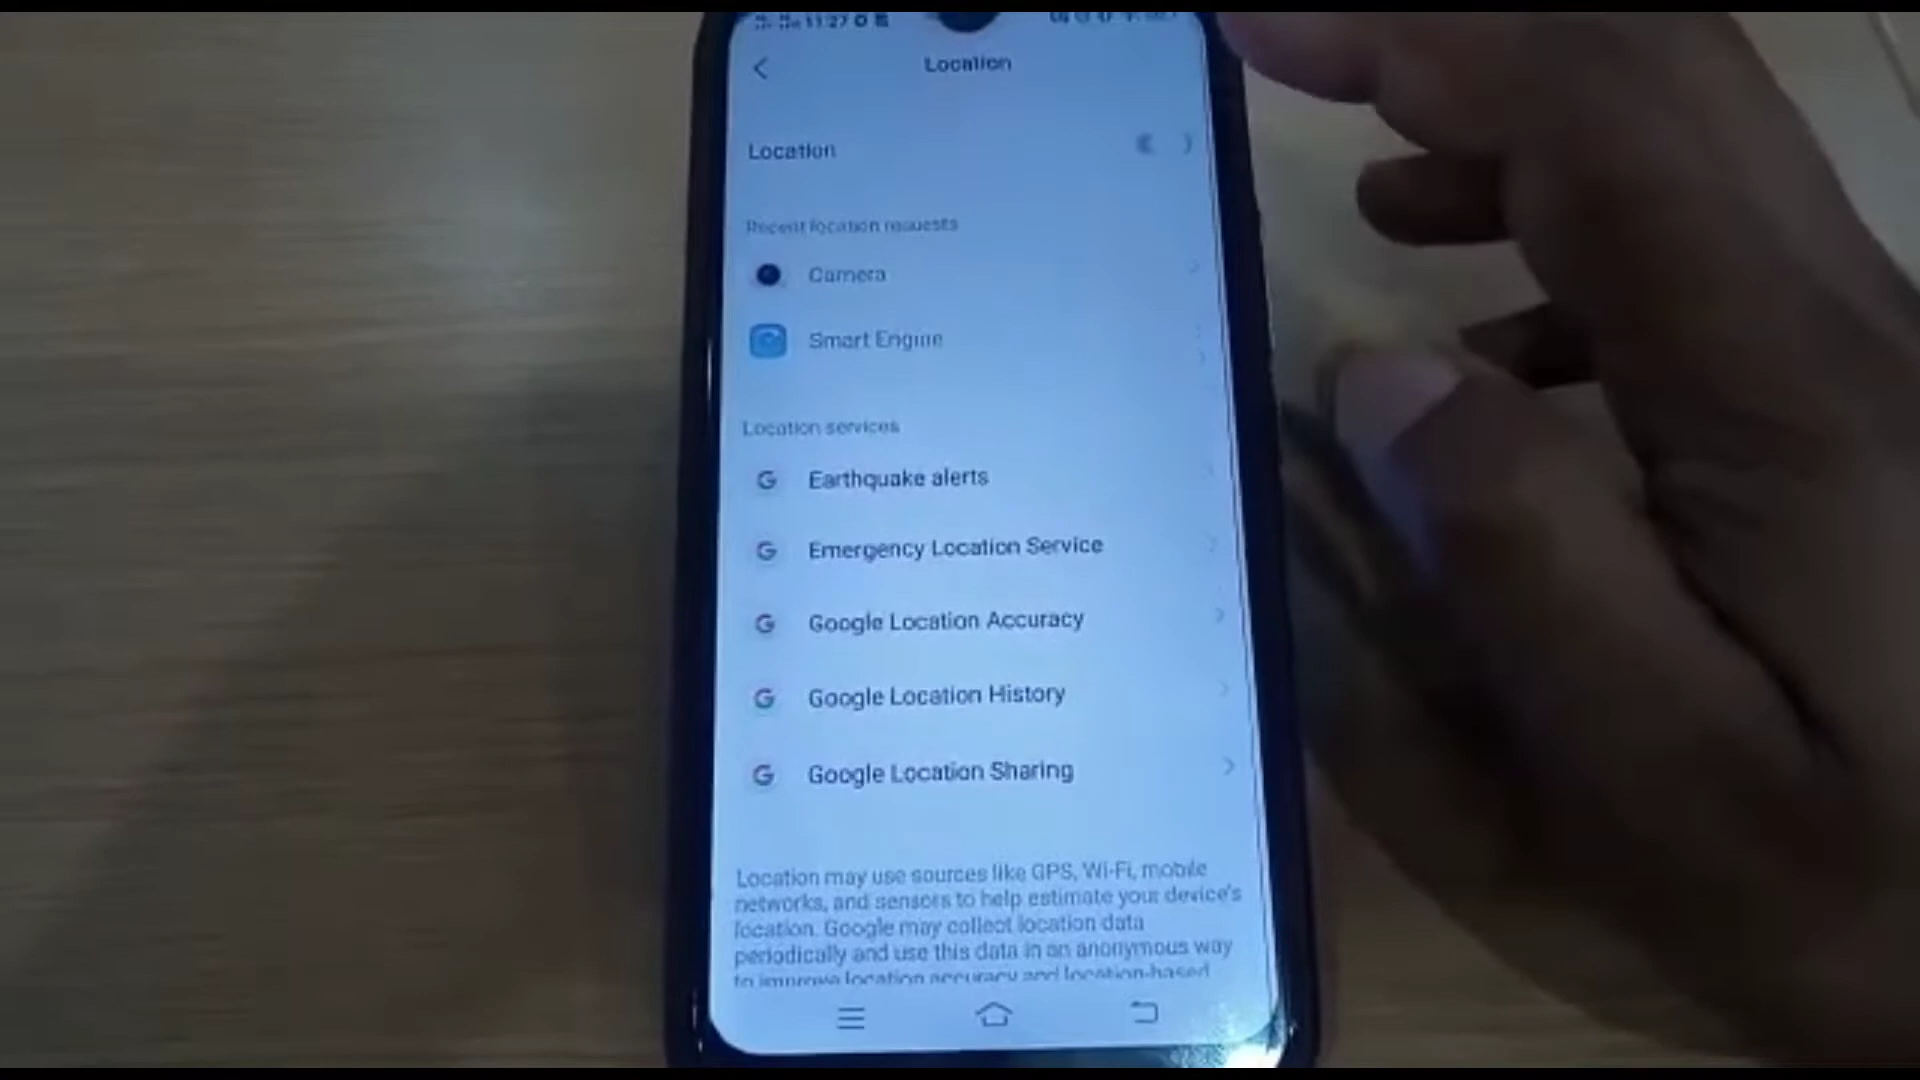 11:27
Location
Location
Recent location requests
Camera
Smart Engine
Location services
G Earthquake alerts
G Emergency Location Service
G Google Location Accuracy
G Google Location History
G Google Location Sharing
Location may use sources like GPS, Wi-Fi, mobile
networks, and sensors to help estimate your device's
location. Google may collect location data
periodically and use this data in an anonymous way
to improve location accuracy and location-based